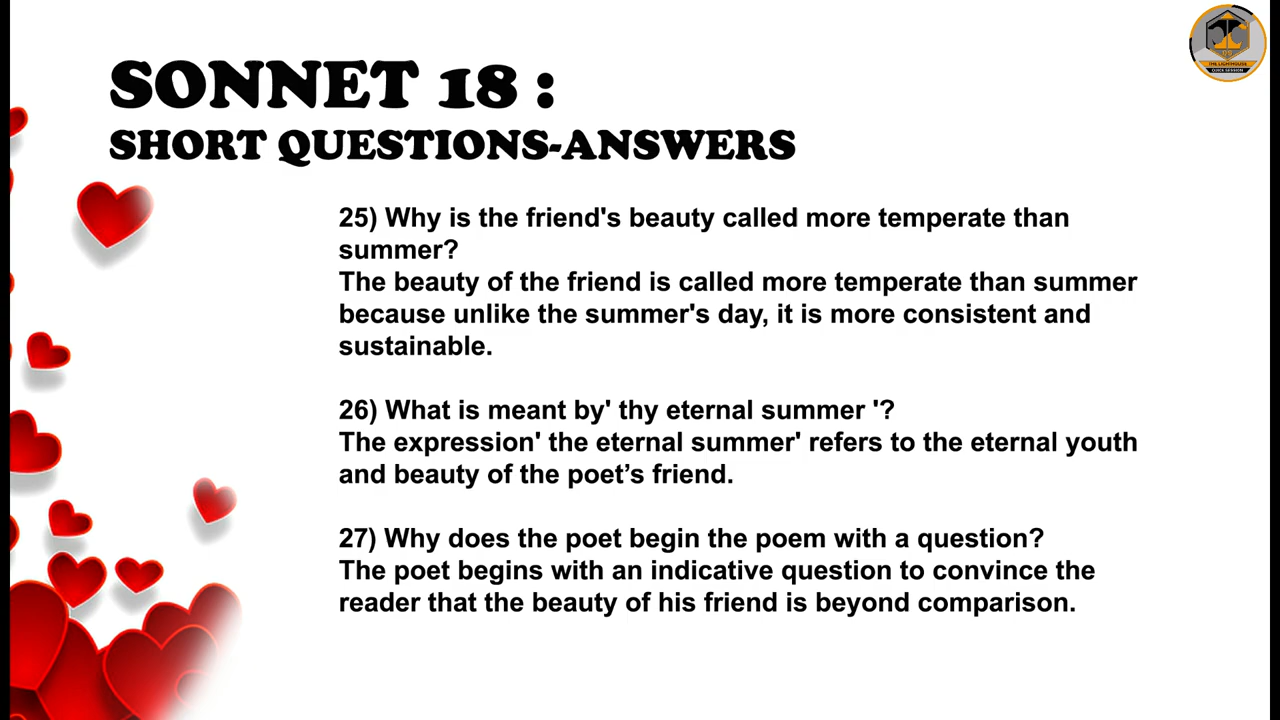 SONNET 18 :
SHORT QUESTIONS-ANSWERS
THE LIGHTHOUSE
QUICK SESSION
25) Why is the friend's beauty called more temperate than
summer?
The beauty of the friend is called more temperate than summer
because unlike the summer's day, it is more consistent and
sustainable.
26) What is meant by' thy eternal summer '?
The expression' the eternal summer' refers to the eternal youth
and beauty of the poet’s friend.
27) Why does the poet begin the poem with a question?
The poet begins with an indicative question to convince the
reader that the beauty of his friend is beyond comparison.